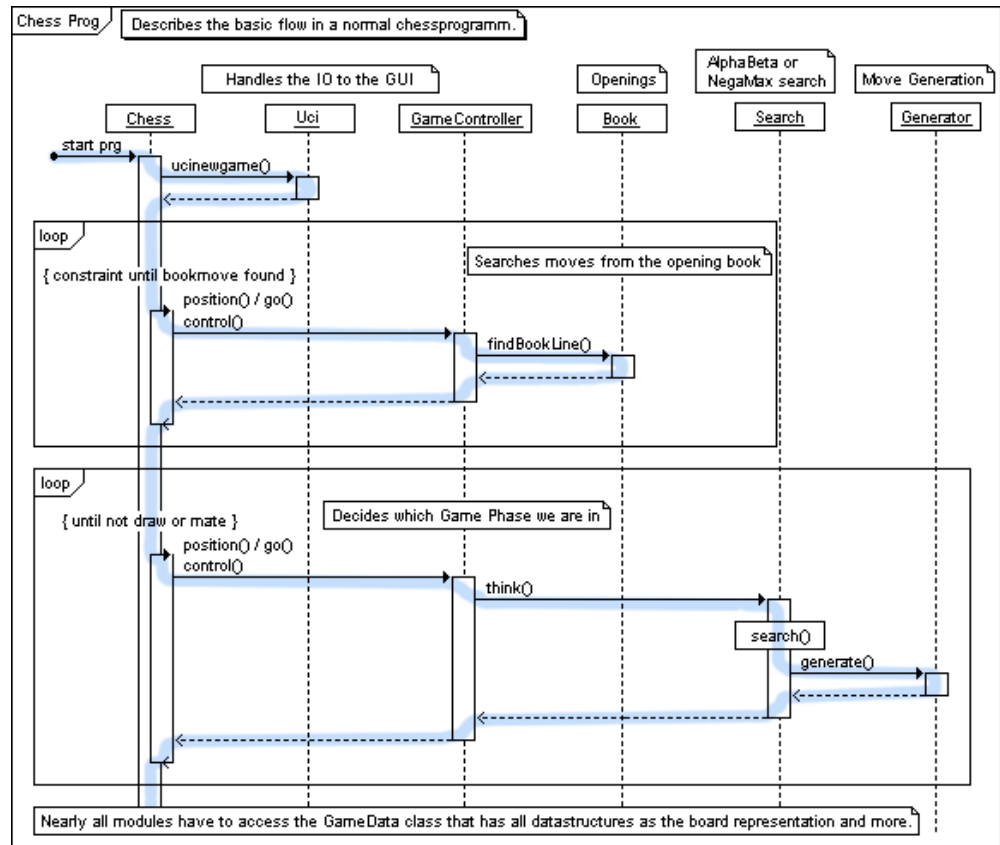 Chess Prog
Describes the basic flow in a normal chessprogramm.
Handles the IO to the GUI
Openings
AlphaBeta or
NegaMax search
Move Generation
Chess
Uci
GameController
Book
Search
Generator
start prg
ucinewgame()
loop
Searches moves from the opening book
{ constraint until bookmove found }
position() / go()
control()
findBookLine()
loop
Decides which Game Phase we are in
{ until not draw or mate }
position() / go()
control()
think()
search()
generate()
Nearly all modules have to access the GameData class that has all datastructures as the board representation and more.